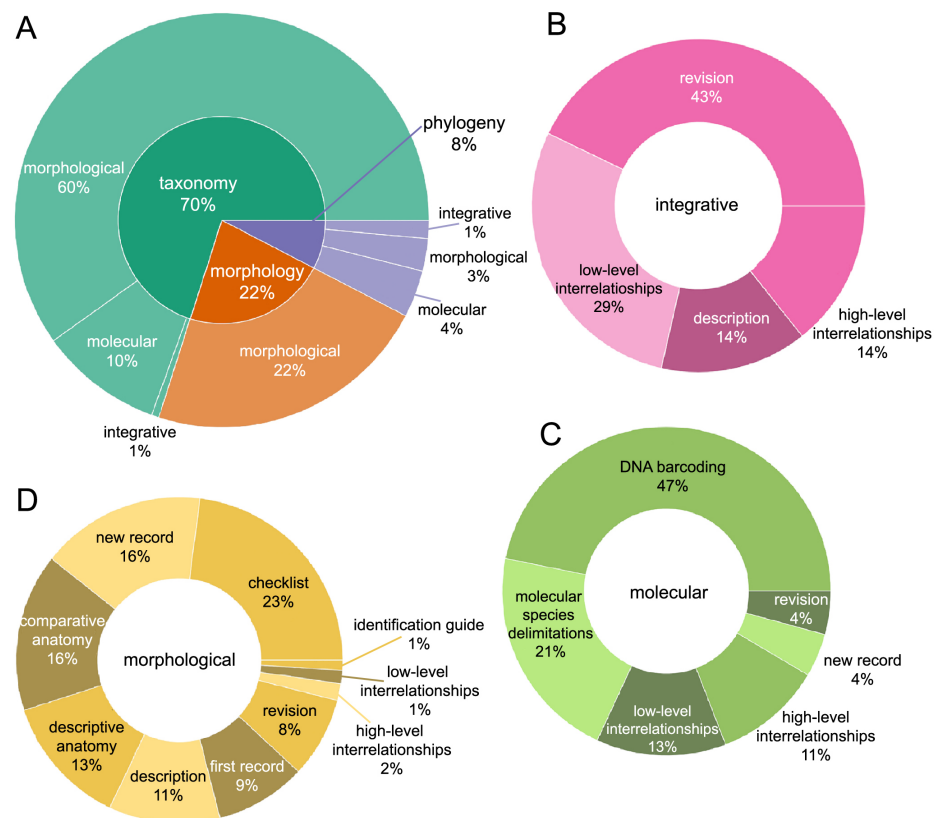 A
morphological
60%
taxonomy
70%
phylogeny
8%
integrative
1%
morphological
3%
molecular
4%
morphology
22%
morphological
22%
molecular
10%
integrative
1%
B
revision
43%
integrative
low-level
interrelatioships
29%
description
14%
high-level
interrelationships
14%
C
DNA barcoding
47%
molecular
molecular
species
delimitations
21%
revision
4%
new record
4%
low-level
interrelationships
13%
high-level
interrelationships
11%
D
new record
16%
checklist
23%
comparative
anatomy
16%
morphological
identification guide
1%
low-level
interrelationships
1%
high-level
interrelationships
2%
revision
8%
descriptive
anatomy
13%
description
11%
first record
9%